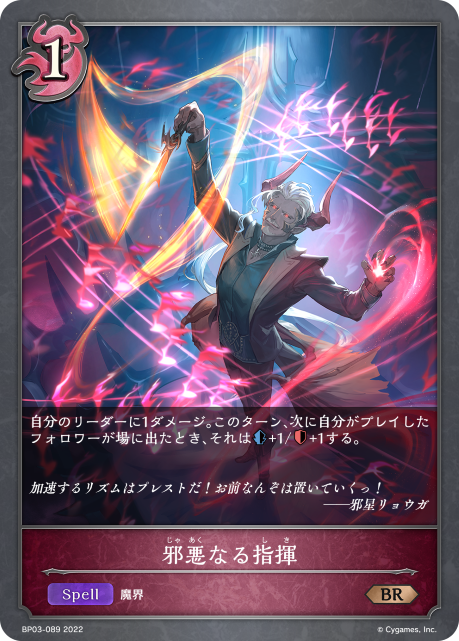 1
自分のリーダーに1ダメージ。このターン、次に自分がプレイした
フォロワーが場に出たとき、それは+1/+1する。
加速するリズムはプレストだ!お前なんぞは置いていくっ!
——邪星リョウガ
じゃあく しき
邪悪なる指揮
Spell 魔界 BR
BP03-089 2022 © Cygames, Inc.